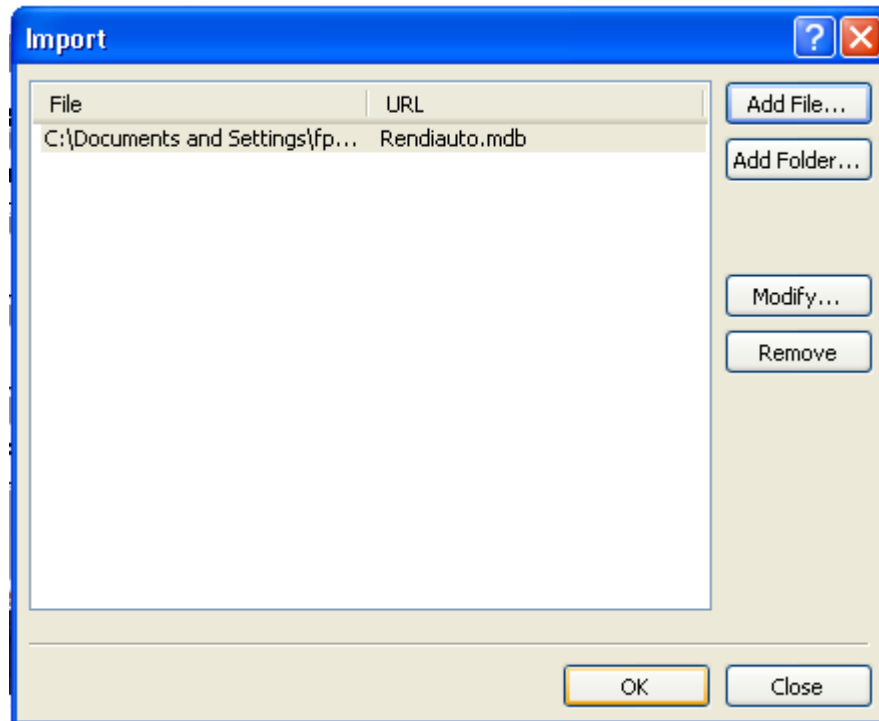 Import
File URL
C:\Documents and Settings\fp... Rendiauto.mdb
Add File...
Add Folder...
Modify...
Remove
OK Close